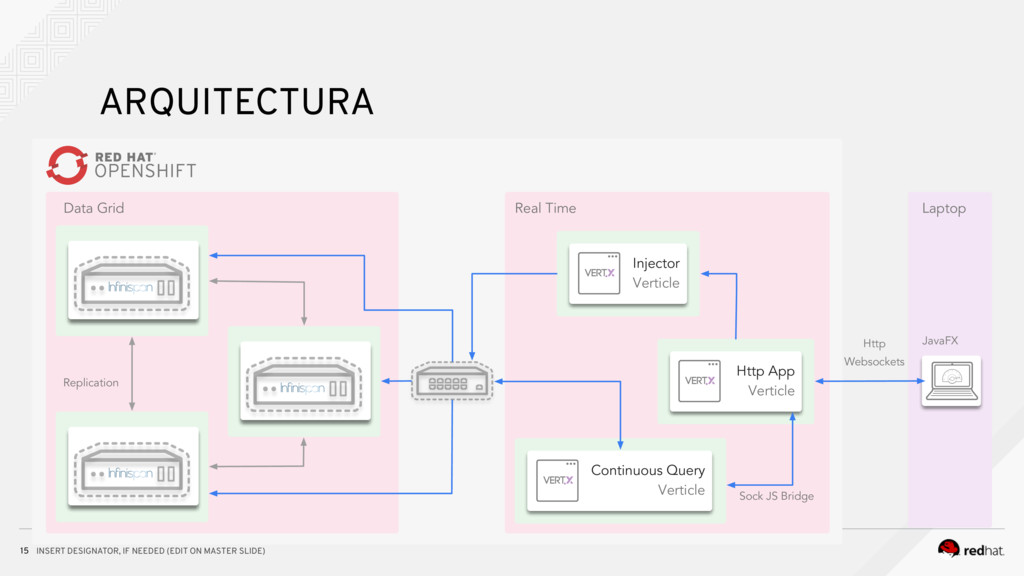 ARQUITECTURA
RED HAT
OPENSHIFT
Data Grid
Real Time
Laptop
Infinispan
VERT.X
Injector
Verticle
Http
Websockets
JavaFX
Replication
Infinispan
VERT.X
Http App
Verticle
Infinispan
VERT.X
Continuous Query
Verticle
Sock JS Bridge
15 INSERT DESIGNATOR, IF NEEDED (EDIT ON MASTER SLIDE)
redhat.